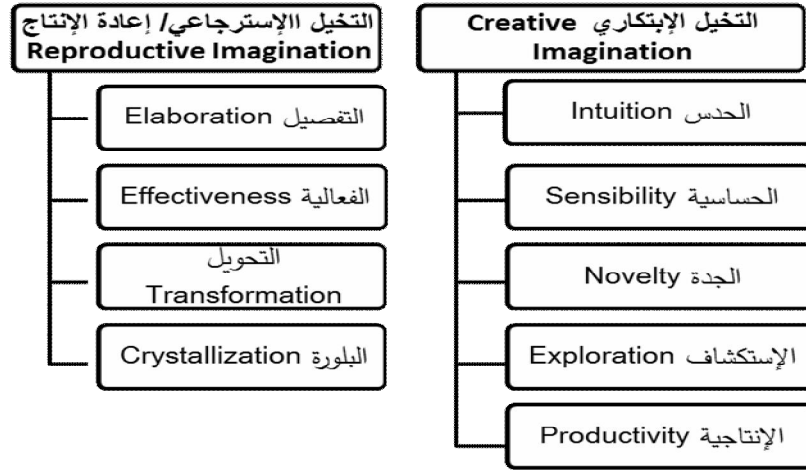 التخيل الإبتكاري Creative
Imagination
الحدس Intuition
الحساسية Sensibility
الجدة Novelty
الإستكشاف Exploration
الإنتاجية Productivity
التخيل االإسترجاعي/ إعادة الإنتاج
Reproductive Imagination
التفصيل Elaboration
الفعالية Effectiveness
التحويل
Transformation
البلورة Crystallization